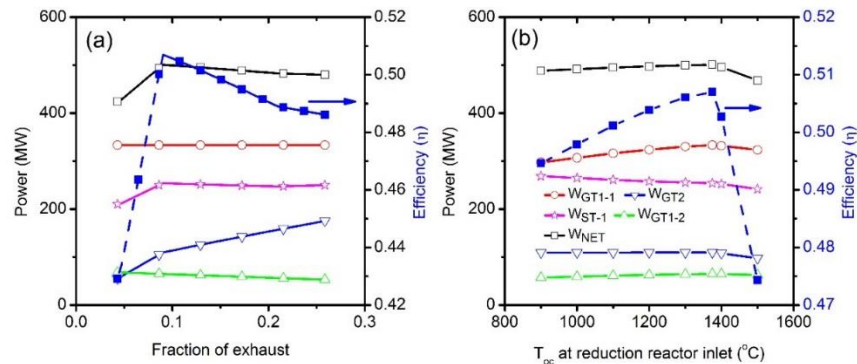 (a)
600
400
200
0
Power (MW)
0.0 0.1 0.2 0.3
Fraction of exhaust
0.52
0.50
0.48
0.46
0.44
0.42
Efficiency (η)
(b)
600
400
200
0
Power (MW)
W_GT1-1 W_GT2
W_ST-1 W_GT1-2
W_NET
800 1000 1200 1400 1600
T_oc at reduction reactor inlet (°C)
0.52
0.51
0.50
0.49
0.48
0.47
Efficiency (η)